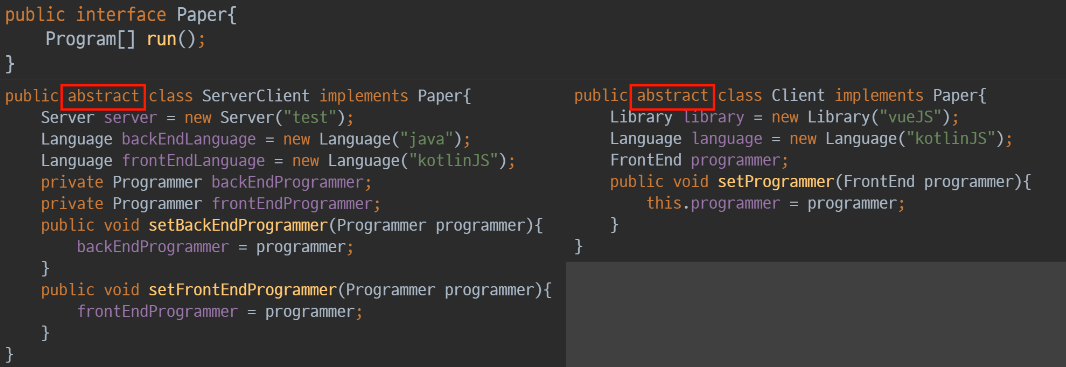 public interface Paper{
Program[] run();
}
public abstract class ServerClient implements Paper{
Server server = new Server("test");
Language backEndLanguage = new Language("java");
Language frontEndLanguage = new Language("kotlinJS");
private Programmer backEndProgrammer;
private Programmer frontEndProgrammer;
public void setBackEndProgrammer(Programmer programmer){
backEndProgrammer = programmer;
}
public void setFrontEndProgrammer(Programmer programmer){
frontEndProgrammer = programmer;
}
}
public abstract class Client implements Paper{
Library library = new Library("vueJS");
Language language = new Language("kotlinJS");
FrontEnd programmer;
public void setProgrammer(FrontEnd programmer){
this.programmer = programmer;
}
}